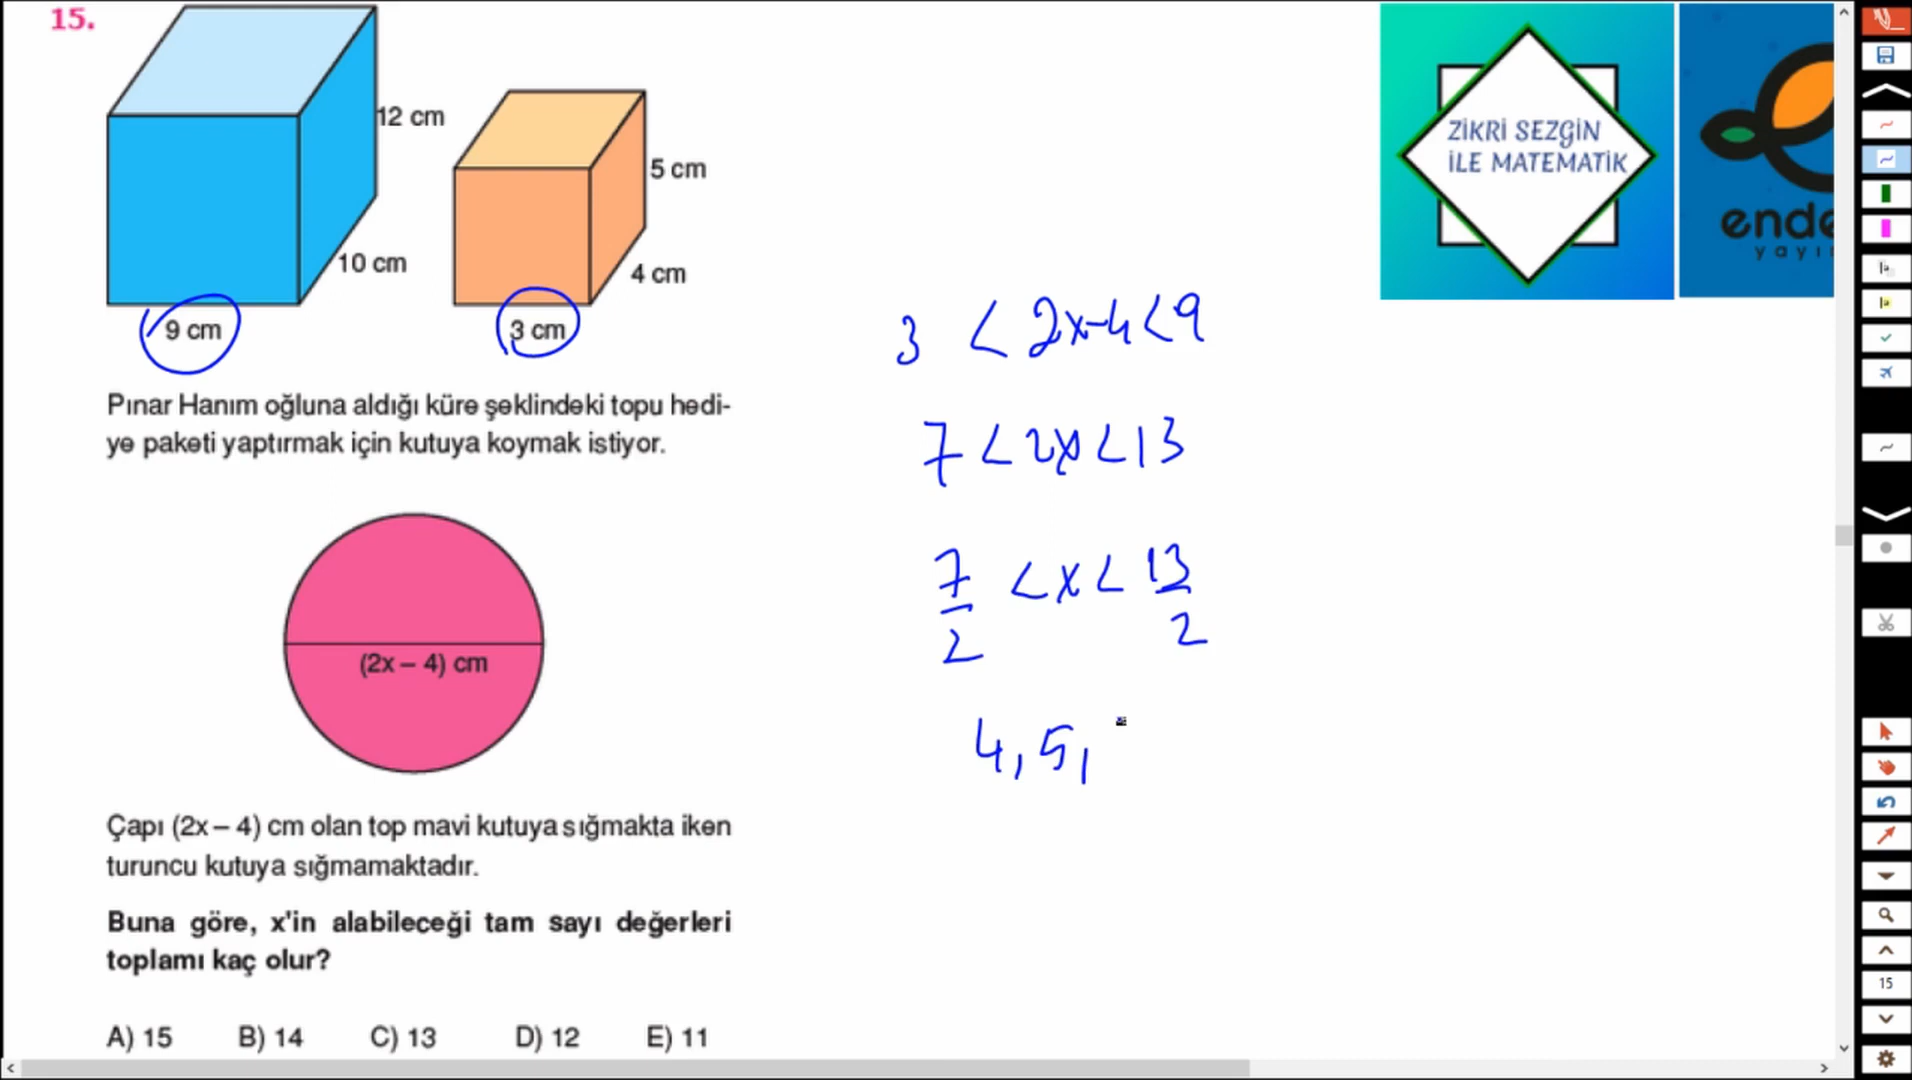 15.
12 cm
10 cm
9 cm
5 cm
4 cm
3 cm
Pınar Hanım oğluna aldığı küre şeklindeki topu hedi-
ye paketi yaptırmak için kutuya koymak istiyor.
(2x – 4) cm
Çapı (2x – 4) cm olan top mavi kutuya sığmakta iken
turuncu kutuya sığmamaktadır.
Buna göre, x'in alabileceği tam sayı değerleri
toplamı kaç olur?
A) 15 B) 14 C) 13 D) 12 E) 11
3 < 2x-4 < 9
7 < 2x < 13
7/2 < x < 13/2
4, 5,
ZİKRİ SEZGİN
İLE MATEMATİK
ende
yayı
15